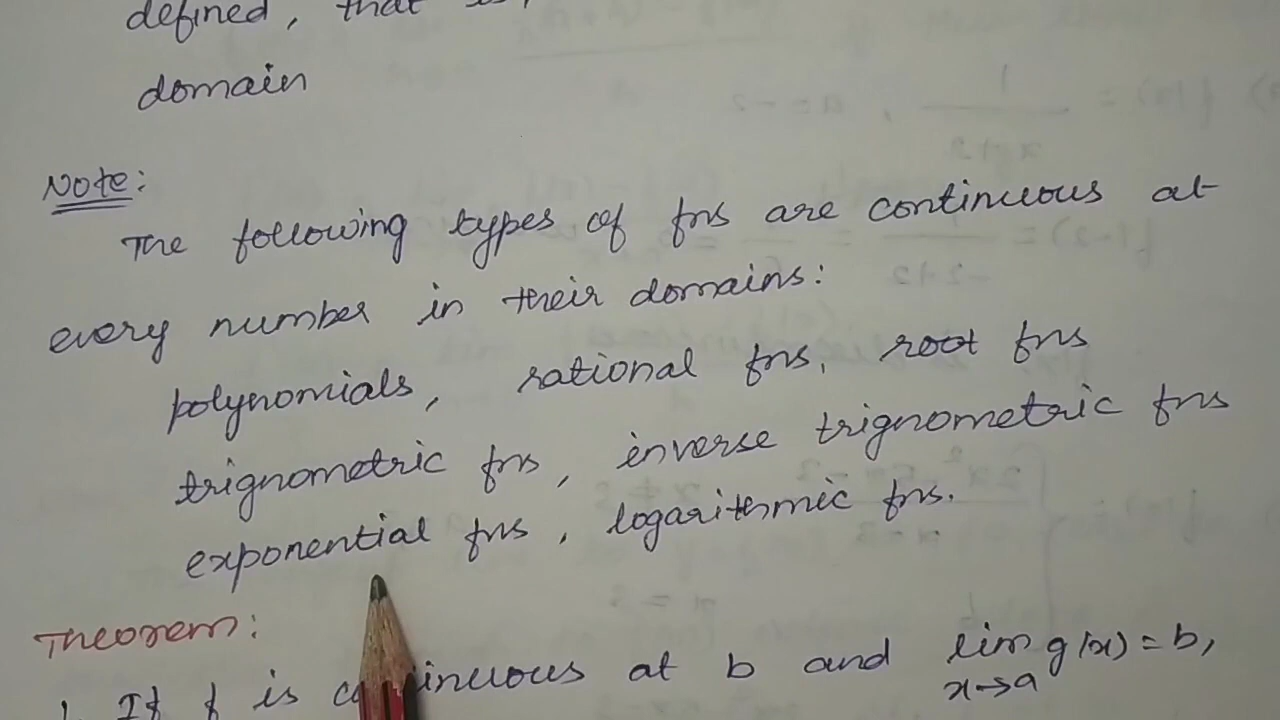 defined, that is,
domain
Note:
The following types of fns are continuous at
every number in their domains:
polynomials, rational fns, root fns
trignometric fns, inverse trignometric fns
exponential fns, logarithmic fns.
Theorem:
1. If f is continuous at b and lim g(x) = b,
x→a